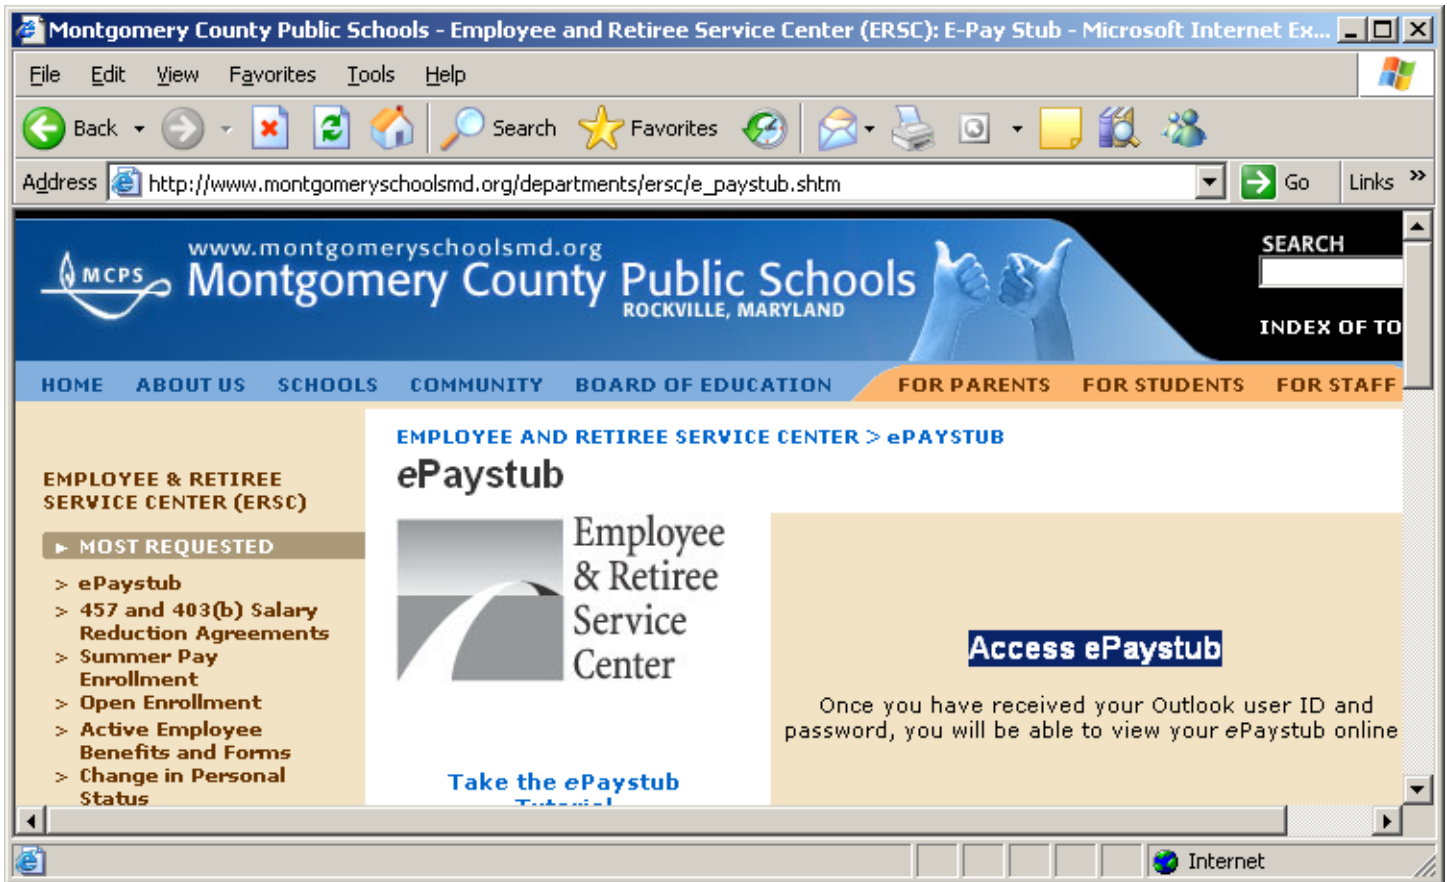 Montgomery County Public Schools - Employee and Retiree Service Center (ERSC): E-Pay Stub - Microsoft Internet Ex...
File Edit View Favorites Tools Help
Back Search Favorites
Address http://www.montgomeryschoolsmd.org/departments/ersc/e_paystub.shtm Go Links »
www.montgomeryschoolsmd.org
MCPS Montgomery County Public Schools
ROCKVILLE, MARYLAND
SEARCH
INDEX OF TO
HOME ABOUT US SCHOOLS COMMUNITY BOARD OF EDUCATION FOR PARENTS FOR STUDENTS FOR STAFF
EMPLOYEE & RETIREE
SERVICE CENTER (ERSC)
► MOST REQUESTED
> ePaystub
> 457 and 403(b) Salary
Reduction Agreements
> Summer Pay
Enrollment
> Open Enrollment
> Active Employee
Benefits and Forms
> Change in Personal
Status
EMPLOYEE AND RETIREE SERVICE CENTER > ePAYSTUB
ePaystub
Employee
& Retiree
Service
Center
Take the ePaystub
Tutorial
Access ePaystub
Once you have received your Outlook user ID and
password, you will be able to view your ePaystub online
Internet